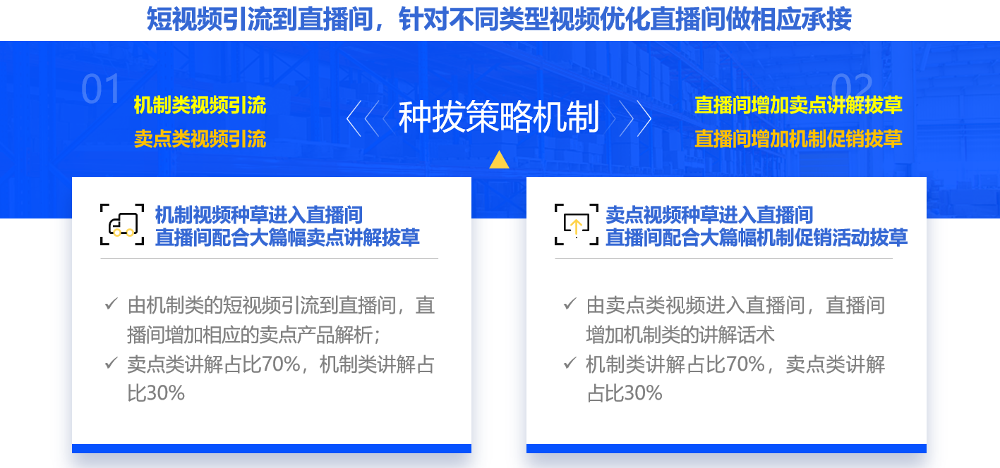 短视频引流到直播间，针对不同类型视频优化直播间做相应承接
01
机制类视频引流
卖点类视频引流
种拔策略机制
02
直播间增加卖点讲解拔草
直播间增加机制促销拔草
机制视频种草进入直播间
直播间配合大篇幅卖点讲解拔草
✓ 由机制类的短视频引流到直播间，直
播间增加相应的卖点产品解析；
✓ 卖点类讲解占比70%，机制类讲解占
比30%
卖点视频种草进入直播间
直播间配合大篇幅机制促销活动拔草
✓ 由卖点类视频进入直播间，直播间
增加机制类的讲解话术
✓ 机制类讲解占比70%，卖点类讲解
占比30%